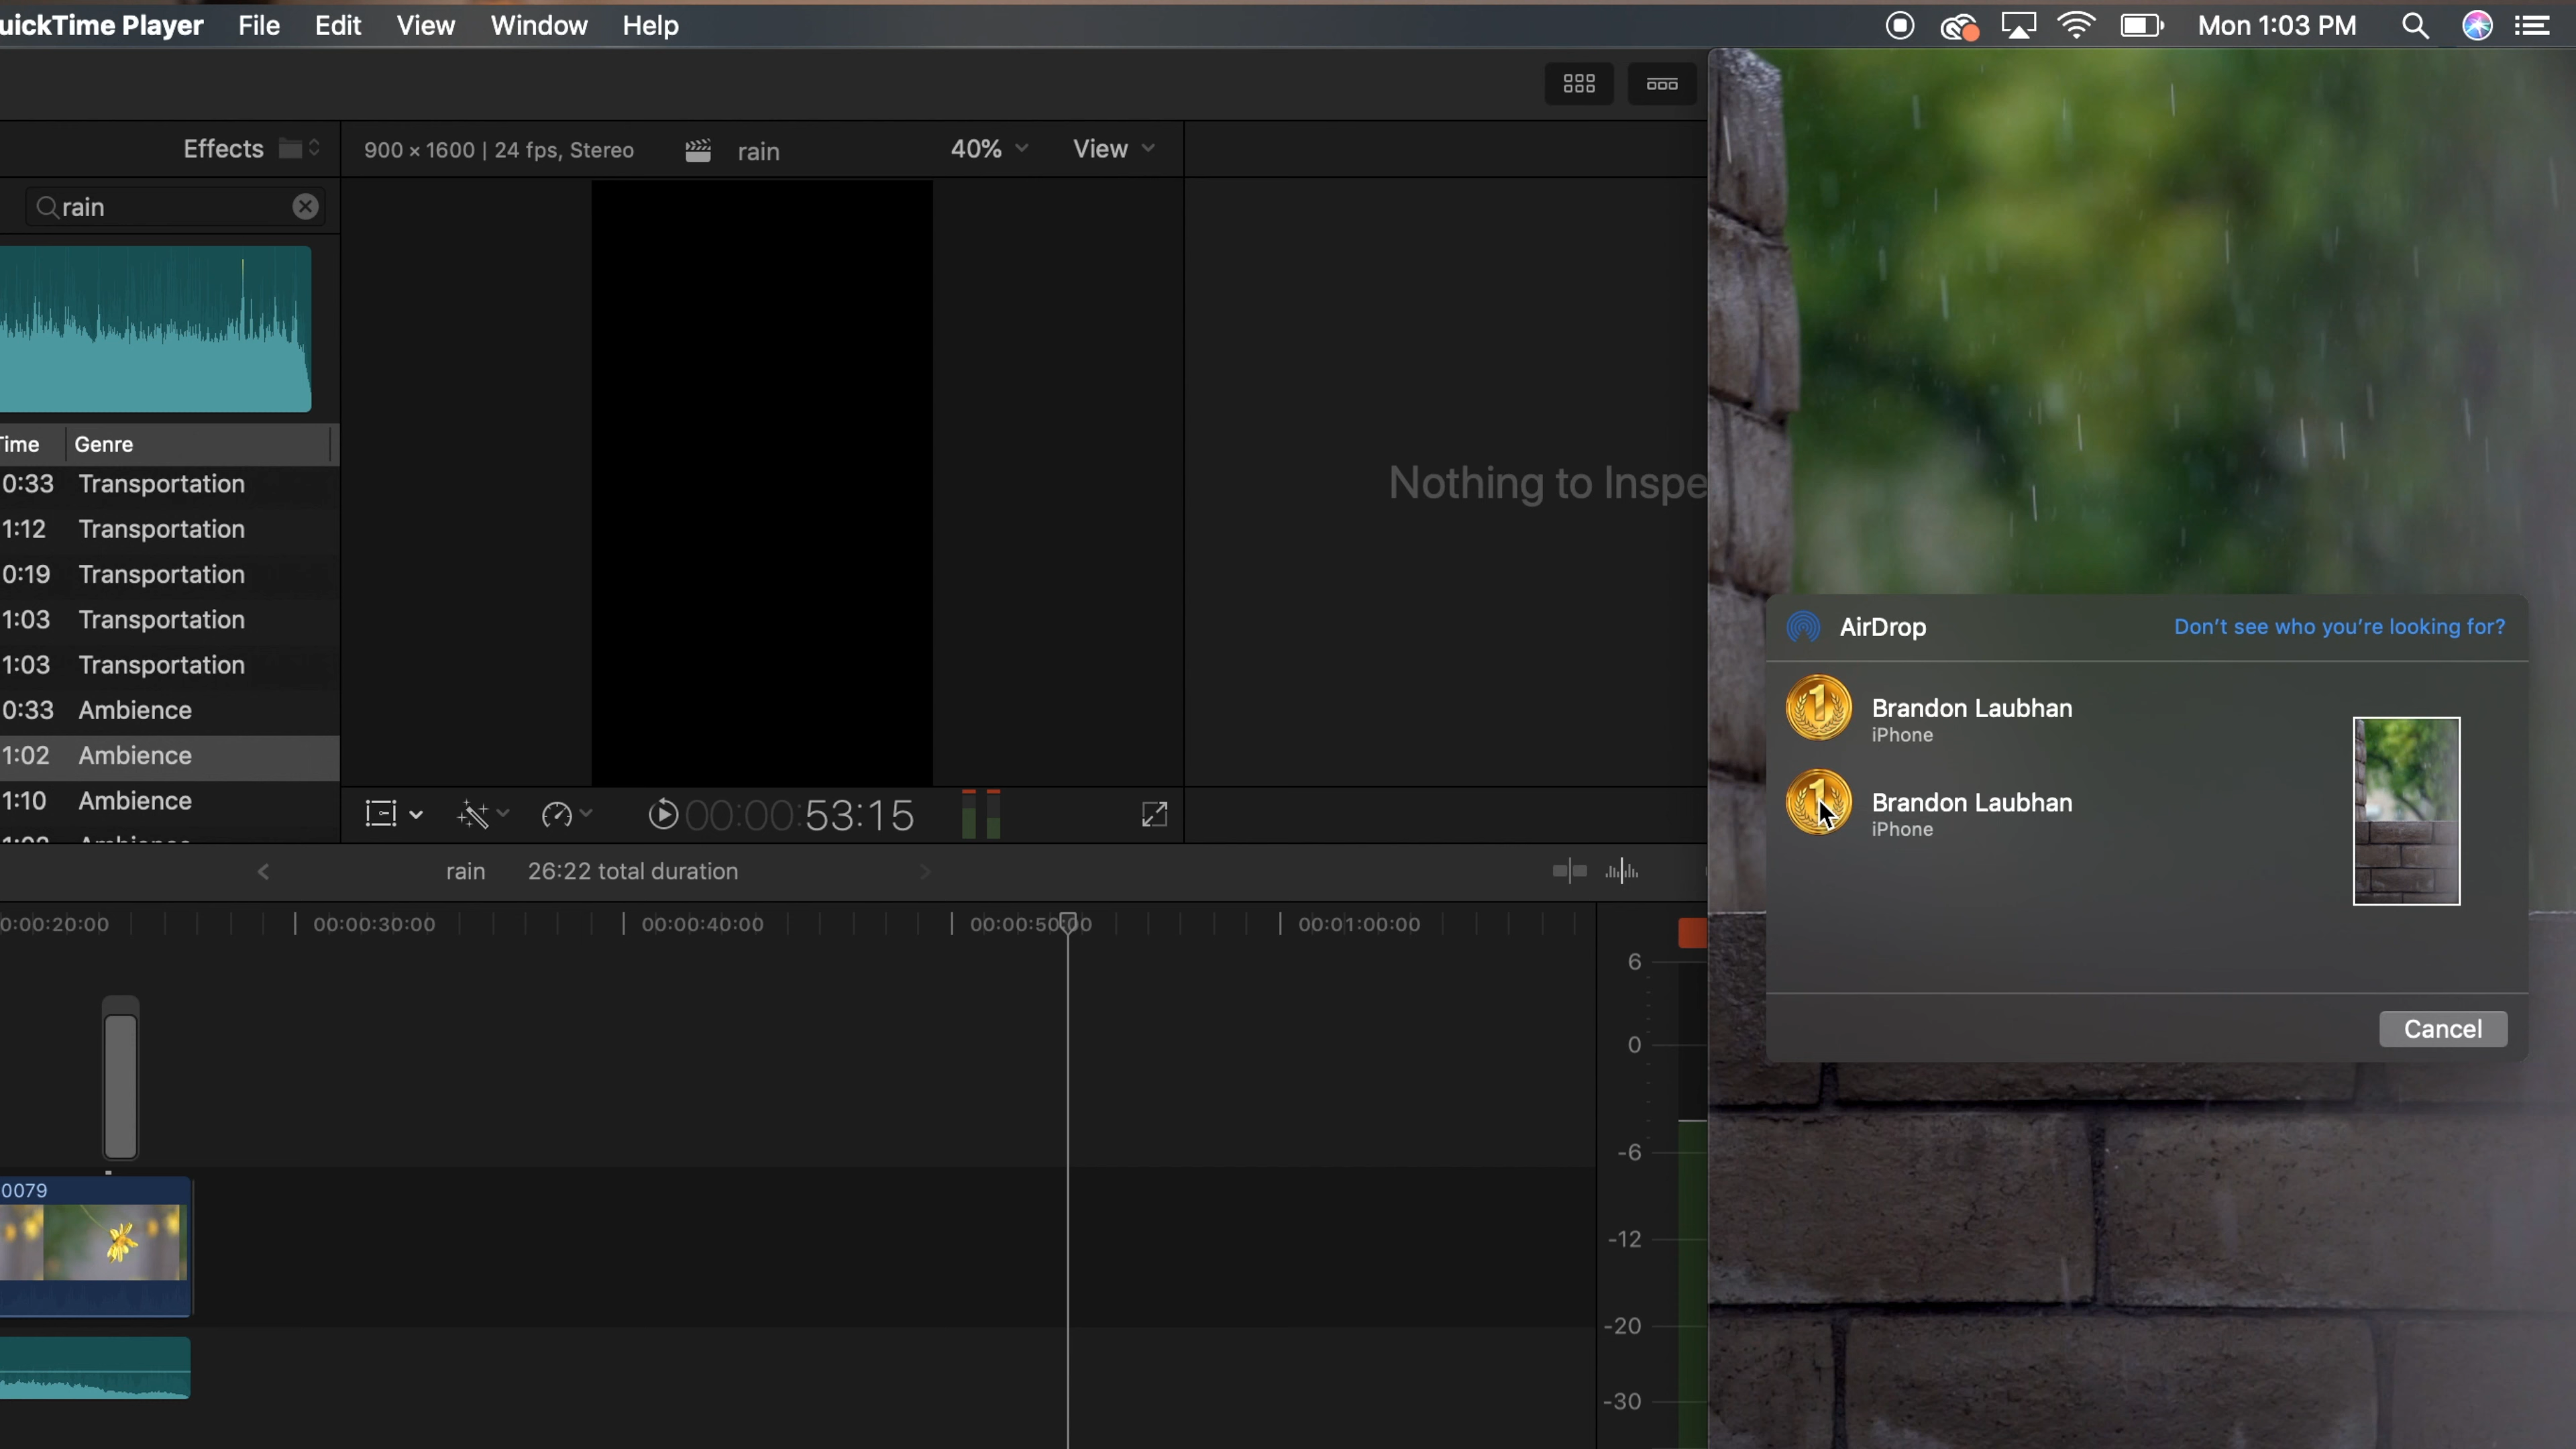 uickTime Player File Edit View Window Help Mon 1:03 PM
Effects 900 × 1600 | 24 fps, Stereo rain 40% View
rain
Time Genre
0:33 Transportation
1:12 Transportation
0:19 Transportation
1:03 Transportation
1:03 Transportation
0:33 Ambience
1:02 Ambience
1:10 Ambience
Nothing to Inspe
00:00:53:15
rain 26:22 total duration
0:00:20:00 00:00:30:00 00:00:40:00 00:00:50:00 00:01:00:00
6
0
-6
-12
-20
-30
0079
AirDrop Don't see who you're looking for?
Brandon Laubhan
iPhone
Brandon Laubhan
iPhone
Cancel